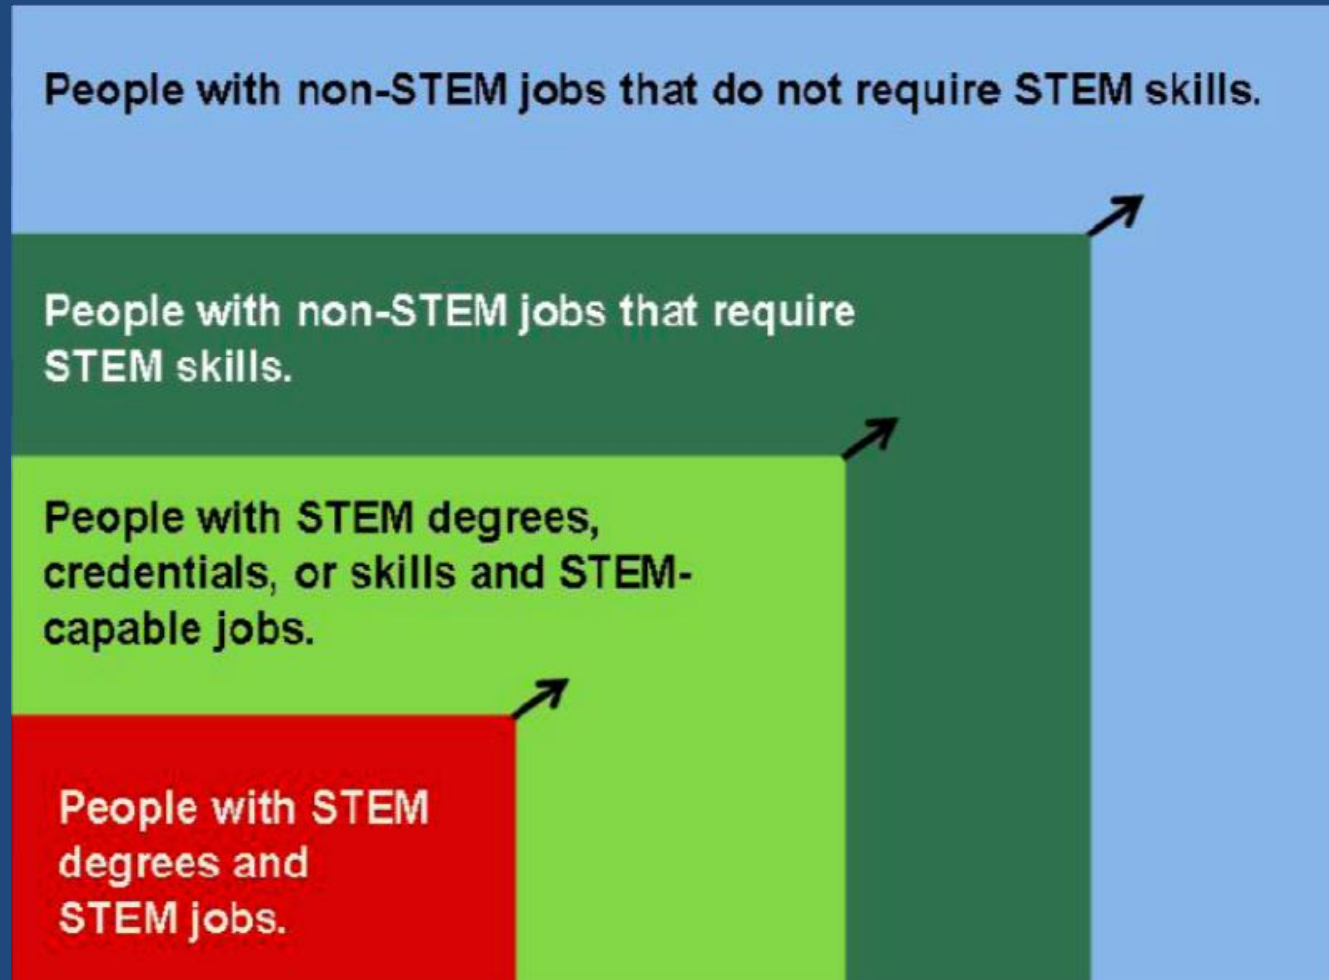 People with non-STEM jobs that do not require STEM skills.
People with non-STEM jobs that require
STEM skills.
People with STEM degrees,
credentials, or skills and STEM-
capable jobs.
People with STEM
degrees and
STEM jobs.